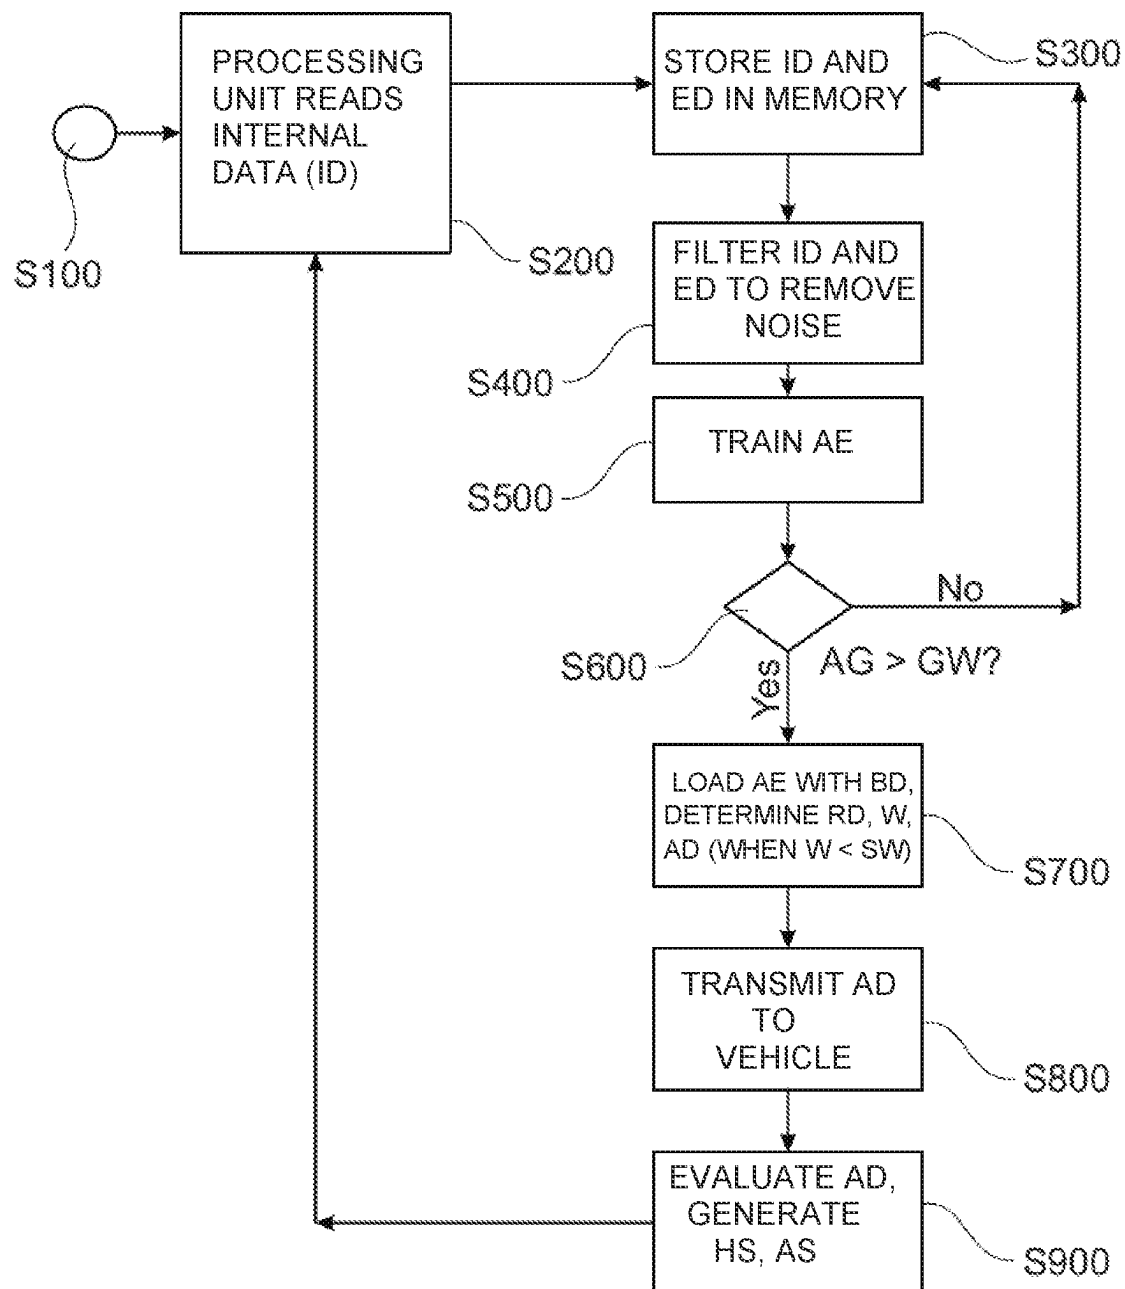 PROCESSING
UNIT READS
INTERNAL
DATA (ID)
S100
S200
STORE ID AND
ED IN MEMORY
S300
FILTER ID AND
ED TO REMOVE
NOISE
S400
TRAIN AE
S500
No
S600
AG > GW?
Yes
LOAD AE WITH BD,
DETERMINE RD, W,
AD (WHEN W < SW)
S700
TRANSMIT AD
TO
VEHICLE
S800
EVALUATE AD,
GENERATE
HS, AS
S900